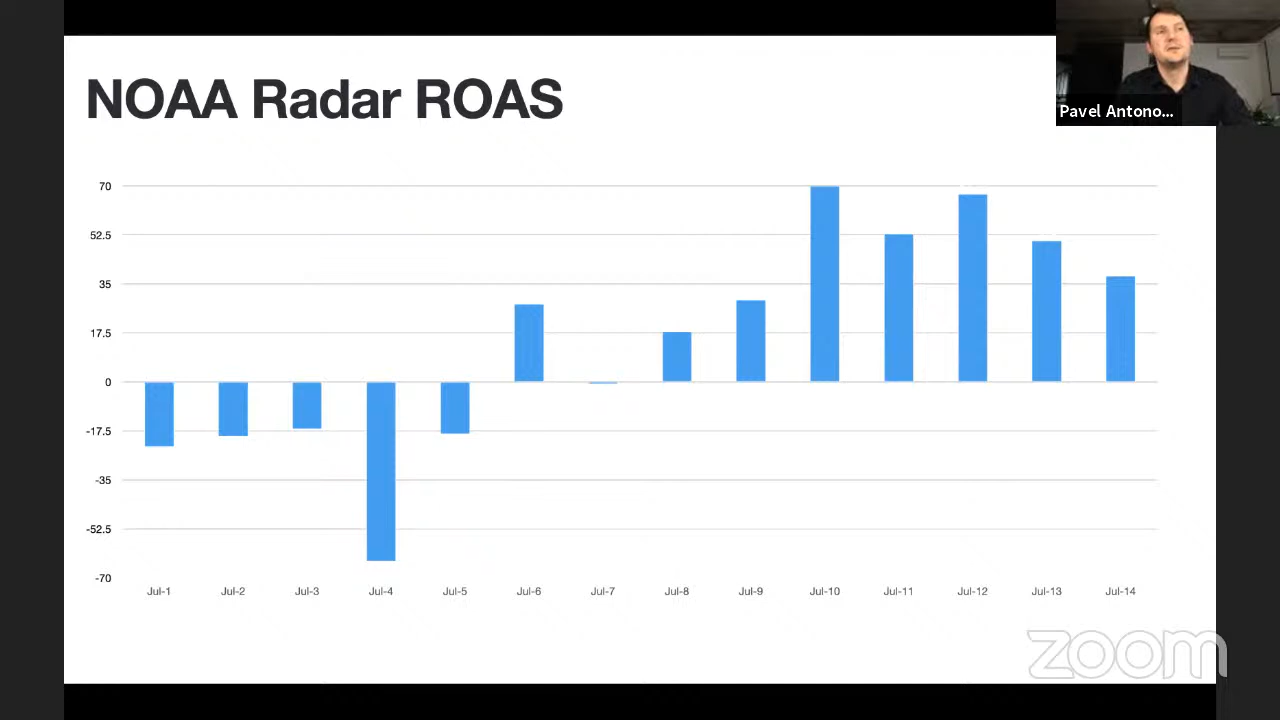 NOAA Radar ROAS
Pavel Antono...
70
52.5
35
17.5
0
-17.5
-35
-52.5
-70
Jul-1 Jul-2 Jul-3 Jul-4 Jul-5 Jul-6 Jul-7 Jul-8 Jul-9 Jul-10 Jul-11 Jul-12 Jul-13 Jul-14
zoom